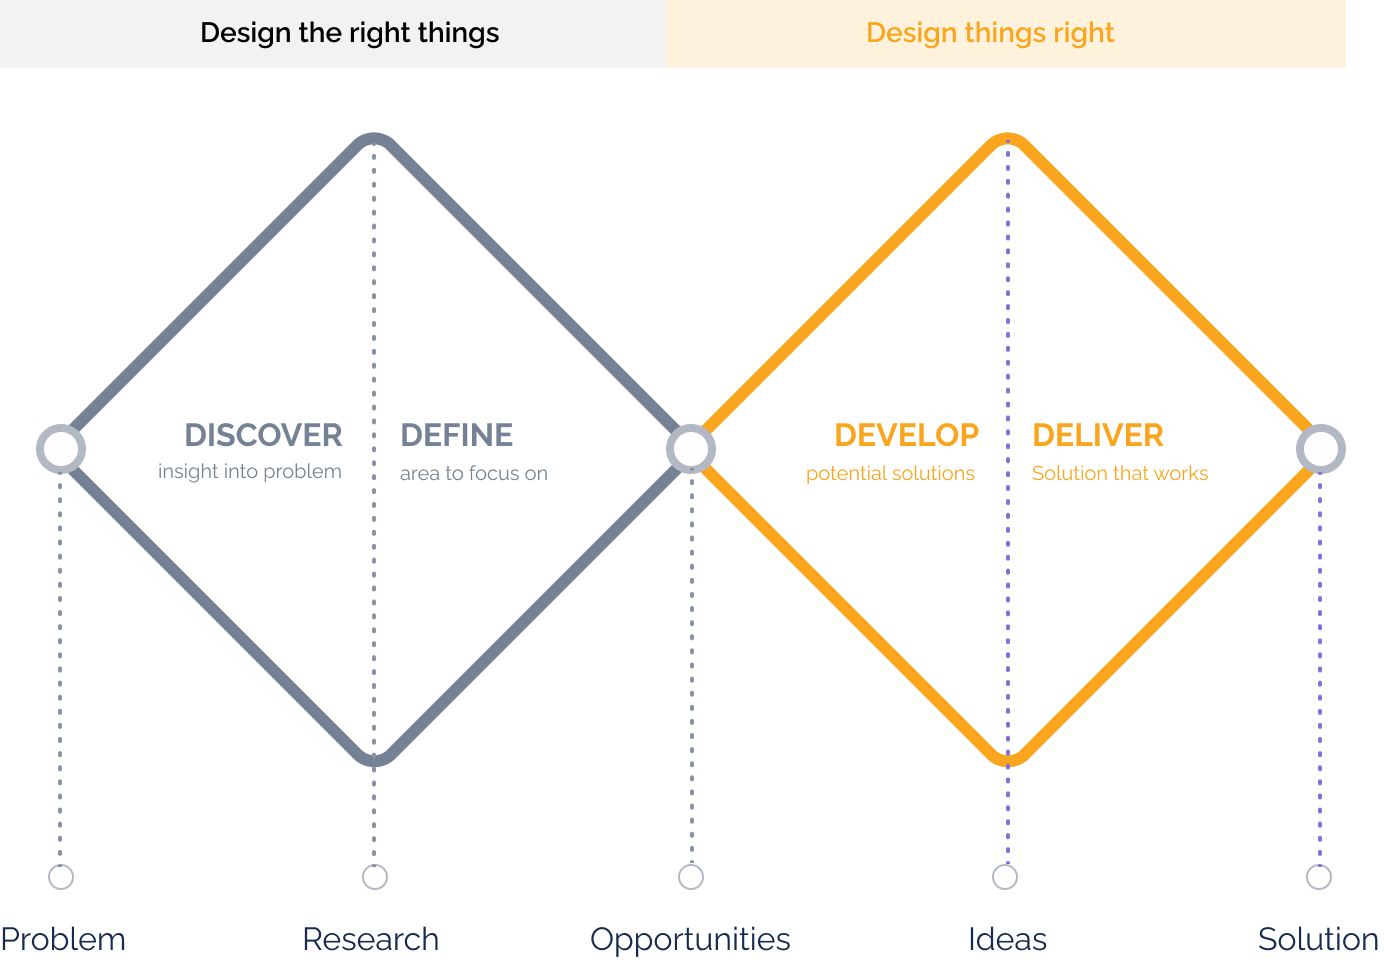 Design the right things
Design things right
DISCOVER
insight into problem
DEFINE
area to focus on
DEVELOP
potential solutions
DELIVER
Solution that works
Problem
Research
Opportunities
Ideas
Solution